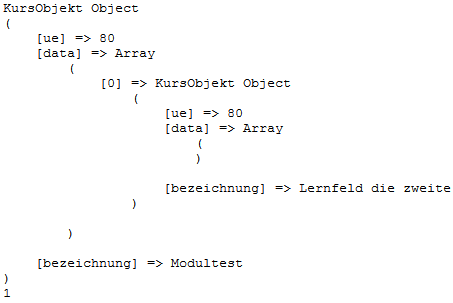 KursObjekt Object
(
    [ue] => 80
    [data] => Array
        (
            [0] => KursObjekt Object
                (
                    [ue] => 80
                    [data] => Array
                        (
                        )

                    [bezeichnung] => Lernfeld die zweite
                )

        )

    [bezeichnung] => Modultest
)
1